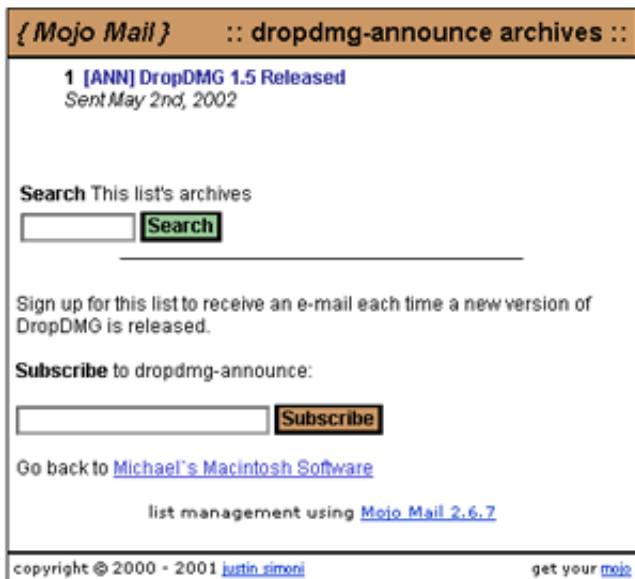 { Mojo Mail } :: dropdmg-announce archives ::
1 [ANN] DropDMG 1.5 Released
Sent May 2nd, 2002
Search This list's archives
Search
Sign up for this list to receive an e-mail each time a new version of
DropDMG is released.
Subscribe to dropdmg-announce:
Subscribe
Go back to Michael`s Macintosh Software
list management using Mojo Mail 2.6.7
copyright © 2000 - 2001 justin simoni get your mojo